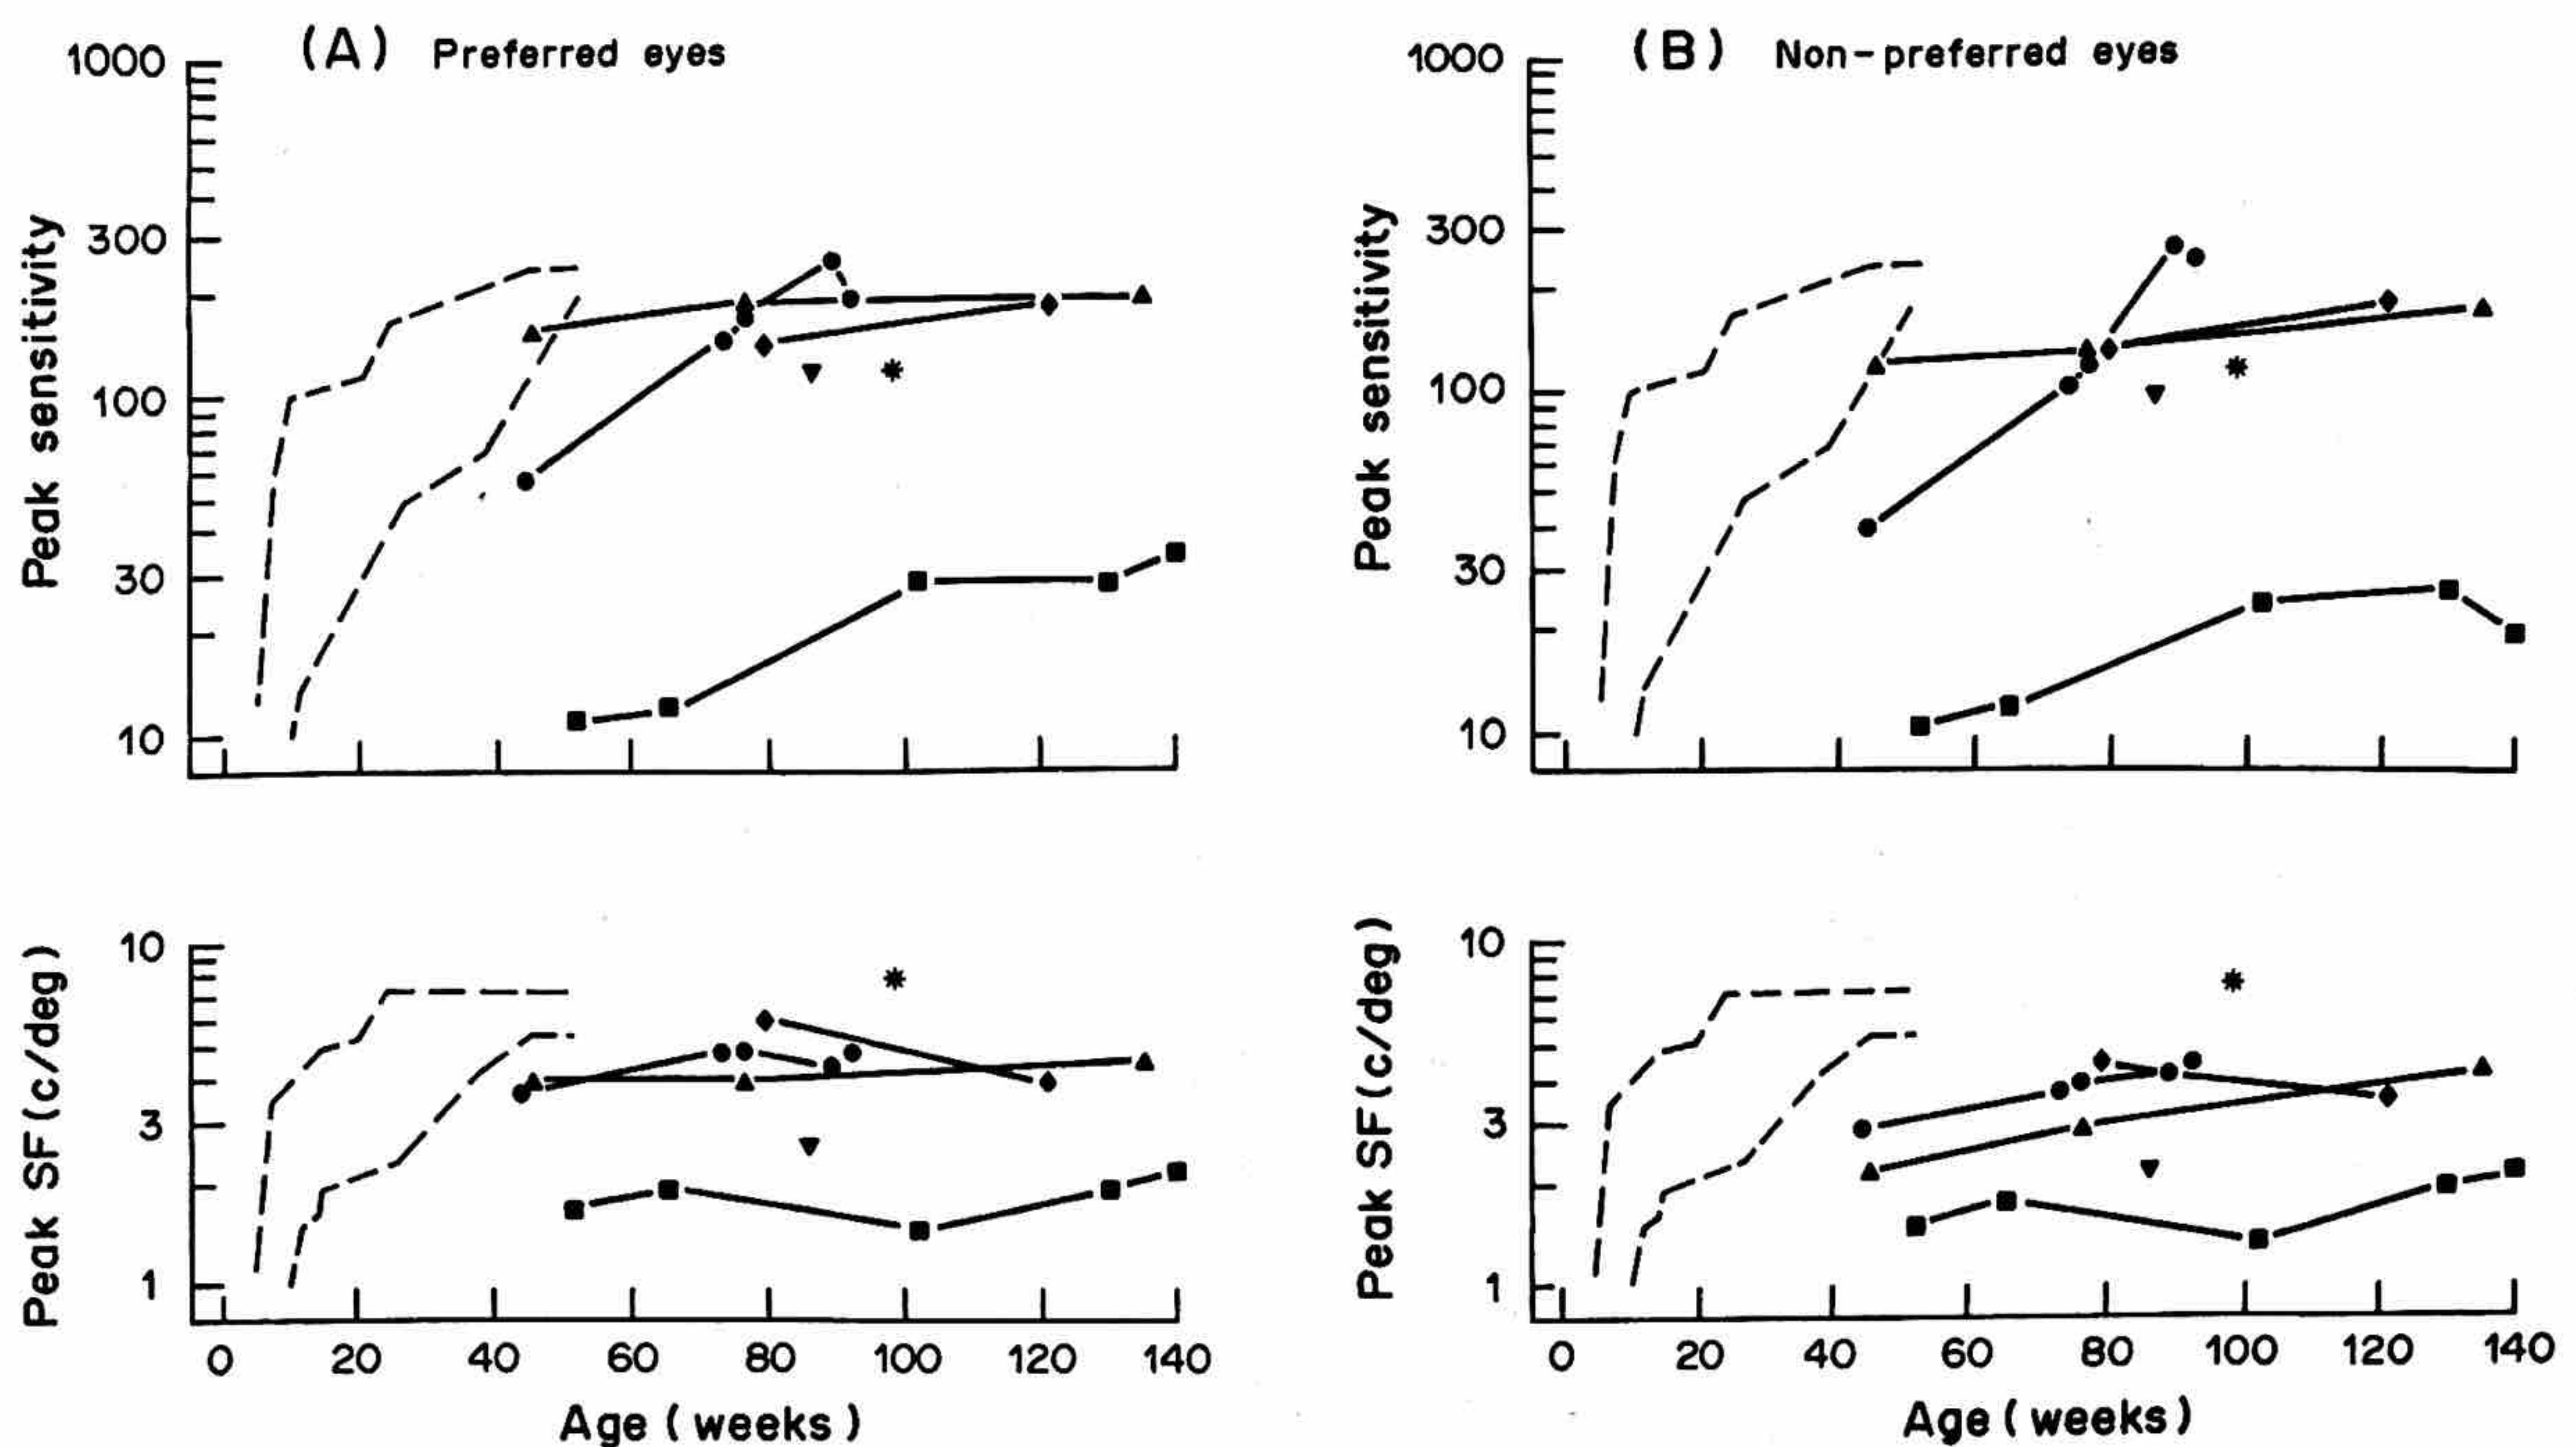 (A) Preferred eyes
1000
300
100
30
10
Peak sensitivity
10
3
1
Peak SF (c/deg)
0 20 40 60 80 100 120 140
Age (weeks)
(B) Non-preferred eyes
1000
300
100
30
10
Peak sensitivity
10
3
1
Peak SF (c/deg)
0 20 40 60 80 100 120 140
Age (weeks)